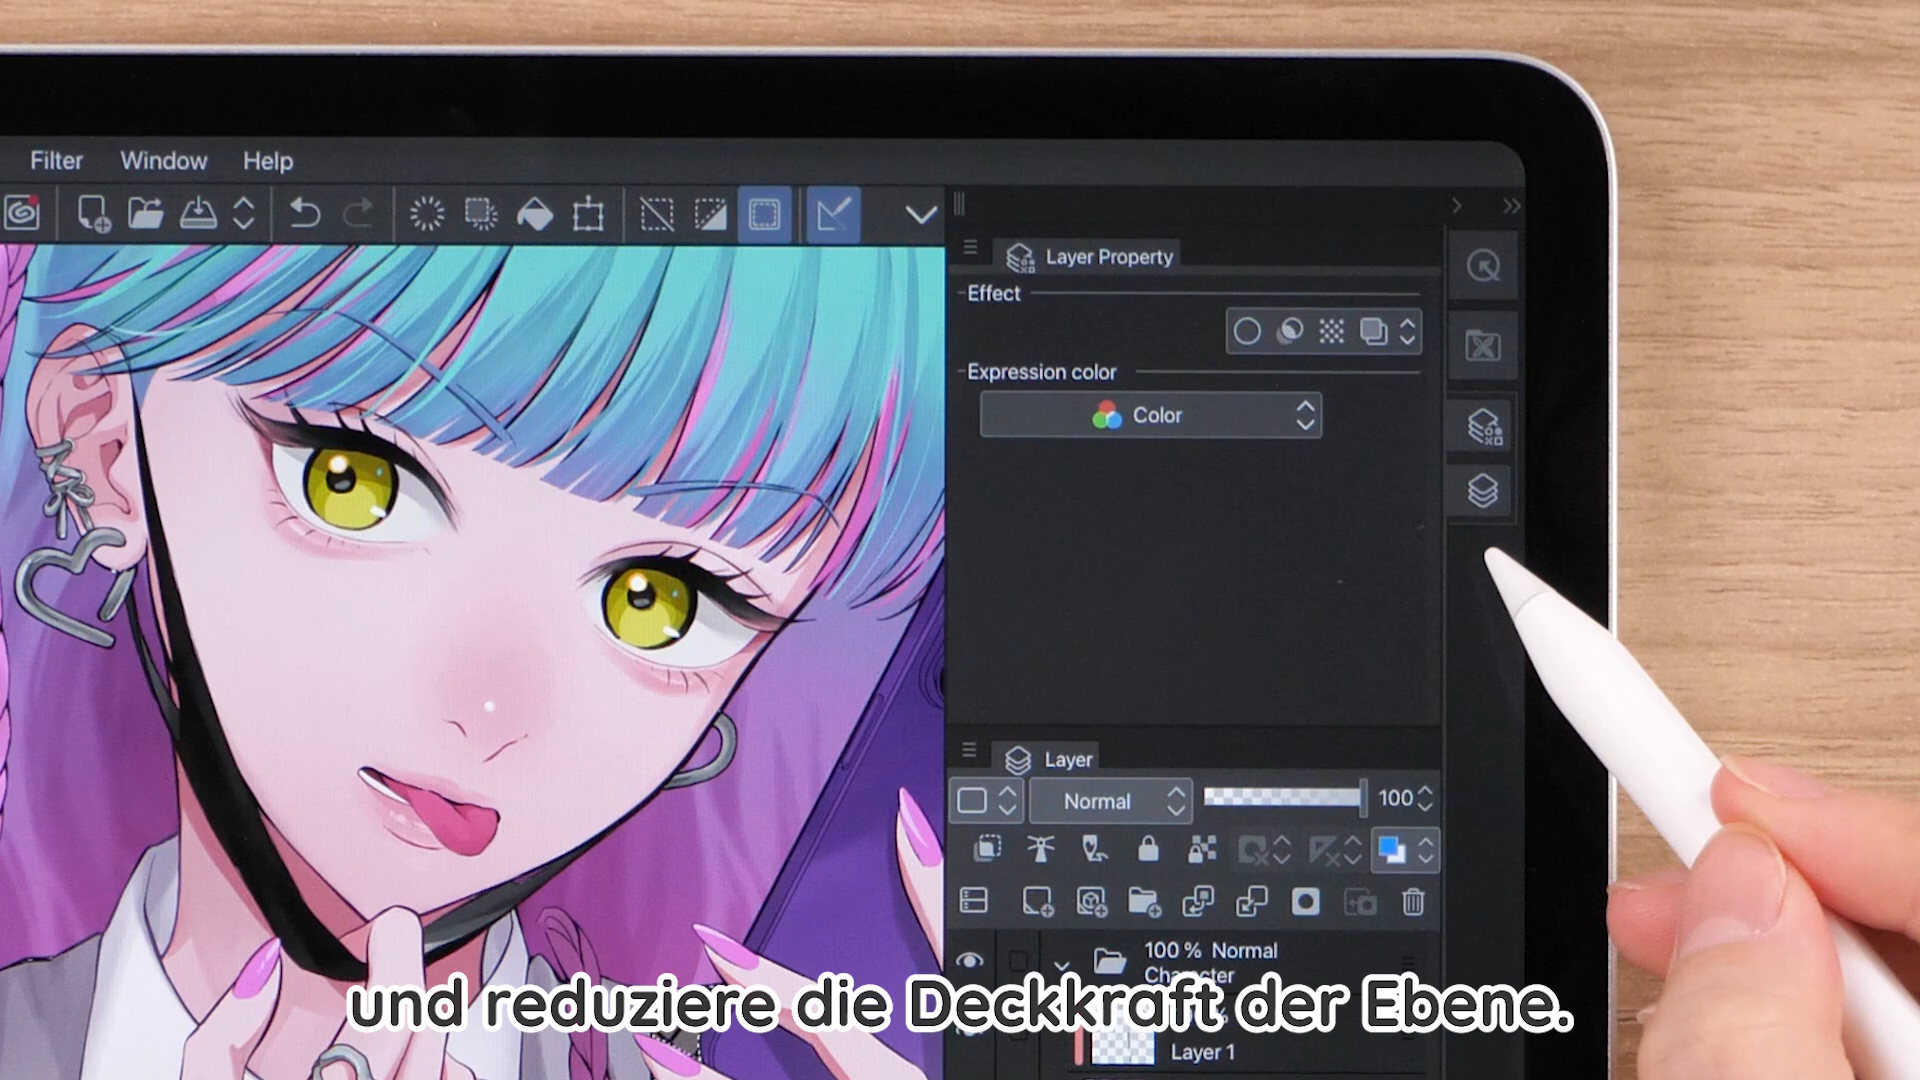 Filter Window Help
Layer Property
Effect
Expression color
Color
Layer
Normal 100
100 % Normal
Character
und reduziere die Deckkraft der Ebene.
Layer 1